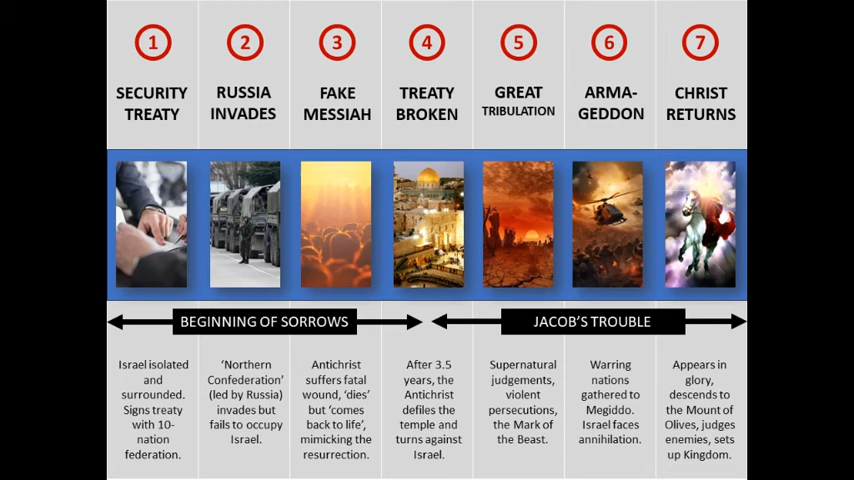 1
SECURITY
TREATY
2
RUSSIA
INVADES
3
FAKE
MESSIAH
4
TREATY
BROKEN
5
GREAT
TRIBULATION
6
ARMA-
GEDDON
7
CHRIST
RETURNS
BEGINNING OF SORROWS
JACOB'S TROUBLE
Israel isolated
and
surrounded.
Signs treaty
with 10-
nation
federation.
‘Northern
Confederation’
(led by Russia)
invades but
fails to occupy
Israel.
Antichrist
suffers fatal
wound, ‘dies’
but ‘comes
back to life’,
mimicking the
resurrection.
After 3.5
years, the
Antichrist
defiles the
temple and
turns against
Israel.
Supernatural
judgements,
violent
persecutions,
the Mark of
the Beast.
Warring
nations
gathered to
Megiddo.
Israel faces
annihilation.
Appears in
glory,
descends to
the Mount of
Olives, judges
enemies, sets
up Kingdom.